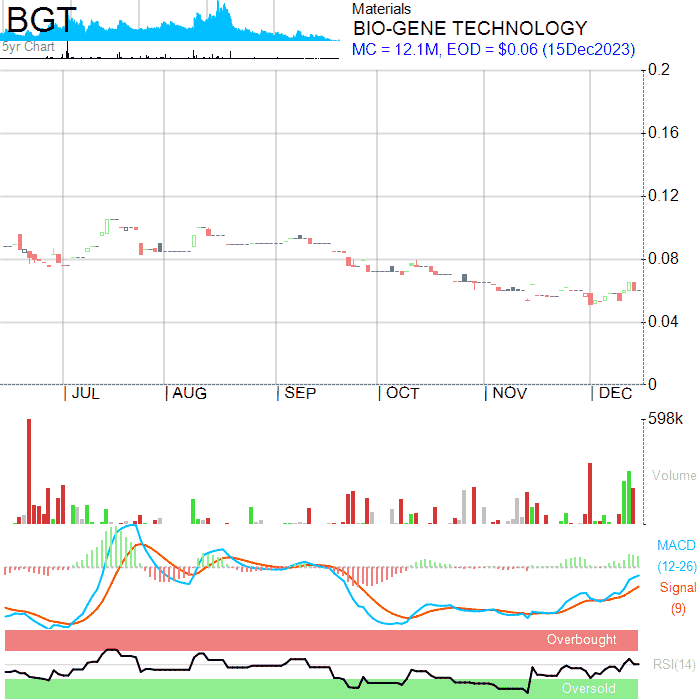 BGT
5yr Chart
Materials
BIO-GENE TECHNOLOGY
MC = 12.1M, EOD = $0.06 (15Dec2023)
0.2
0.16
0.12
0.08
0.04
0
JUL AUG SEP OCT NOV DEC
598k
Volume
MACD
(12-26)
Signal
(9)
Overbought
RSI(14)
Oversold